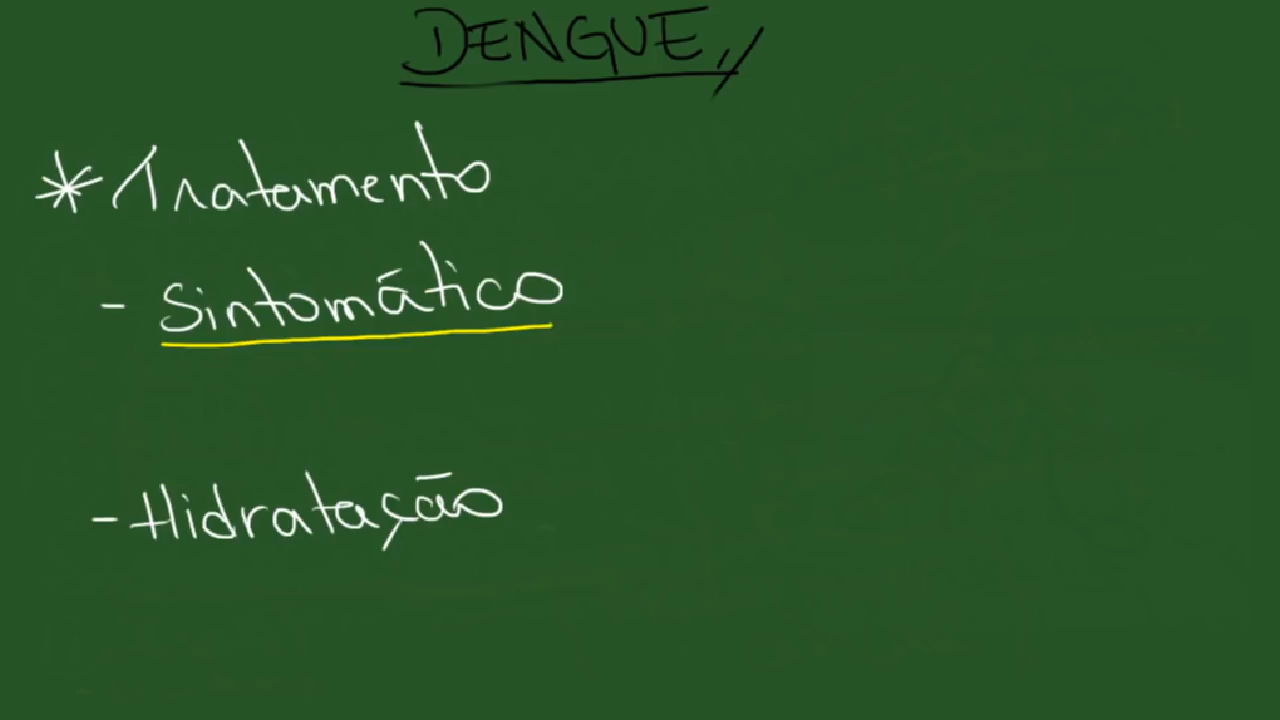 DENGUE
* Tratamento
- Sintomático
- Hidratação